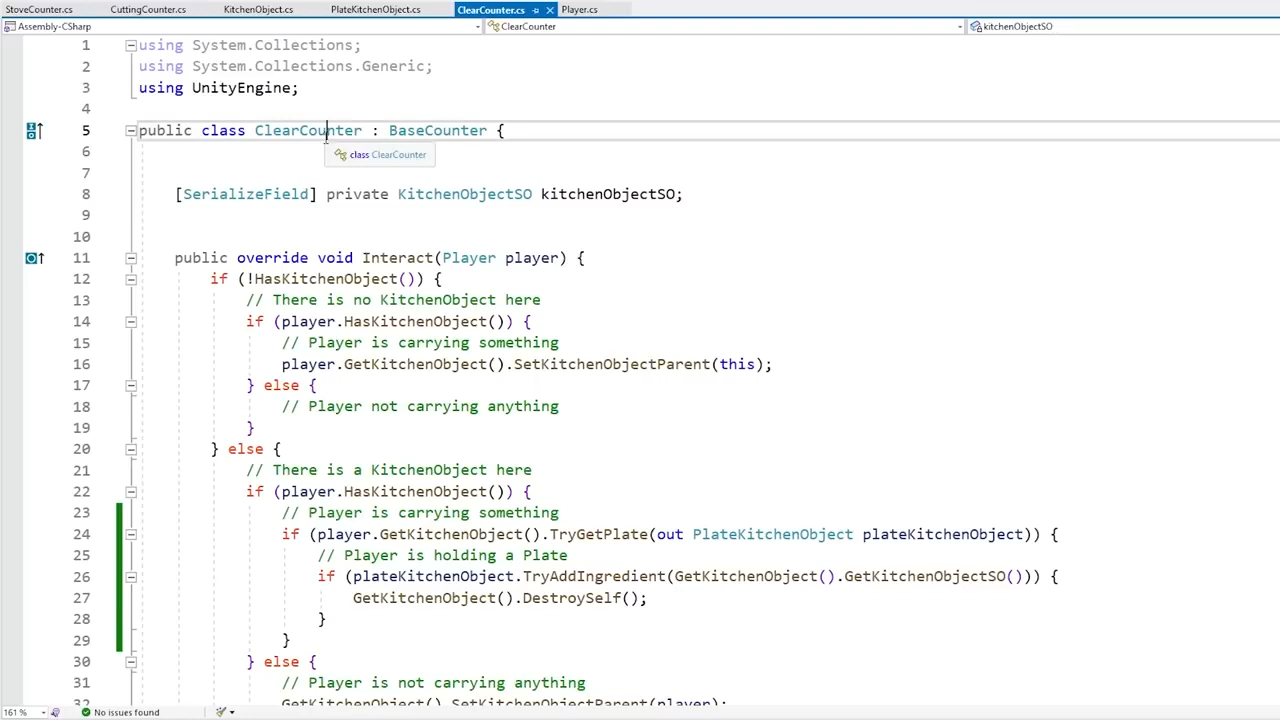 StoveCounter.cs CuttingCounter.cs KitchenObject.cs PlateKitchenObject.cs ClearCounter.cs Player.cs
Assembly-CSharp ClearCounter kitchenObjectSO
1 using System.Collections;
2 using System.Collections.Generic;
3 using UnityEngine;
4
5 public class ClearCounter : BaseCounter {
6
class ClearCounter
7
8 [SerializeField] private KitchenObjectSO kitchenObjectSO;
9
10
11 public override void Interact(Player player) {
12 if (!HasKitchenObject()) {
13 // There is no KitchenObject here
14 if (player.HasKitchenObject()) {
15 // Player is carrying something
16 player.GetKitchenObject().SetKitchenObjectParent(this);
17 } else {
18 // Player not carrying anything
19 }
20 } else {
21 // There is a KitchenObject here
22 if (player.HasKitchenObject()) {
23 // Player is carrying something
24 if (player.GetKitchenObject().TryGetPlate(out PlateKitchenObject plateKitchenObject)) {
25 // Player is holding a Plate
26 if (plateKitchenObject.TryAddIngredient(GetKitchenObject().GetKitchenObjectSO())) {
27 GetKitchenObject().DestroySelf();
28 }
29 }
30 } else {
31 // Player is not carrying anything
32 GetKitchenObject().SetKitchenObjectParent(player);
161 % No issues found